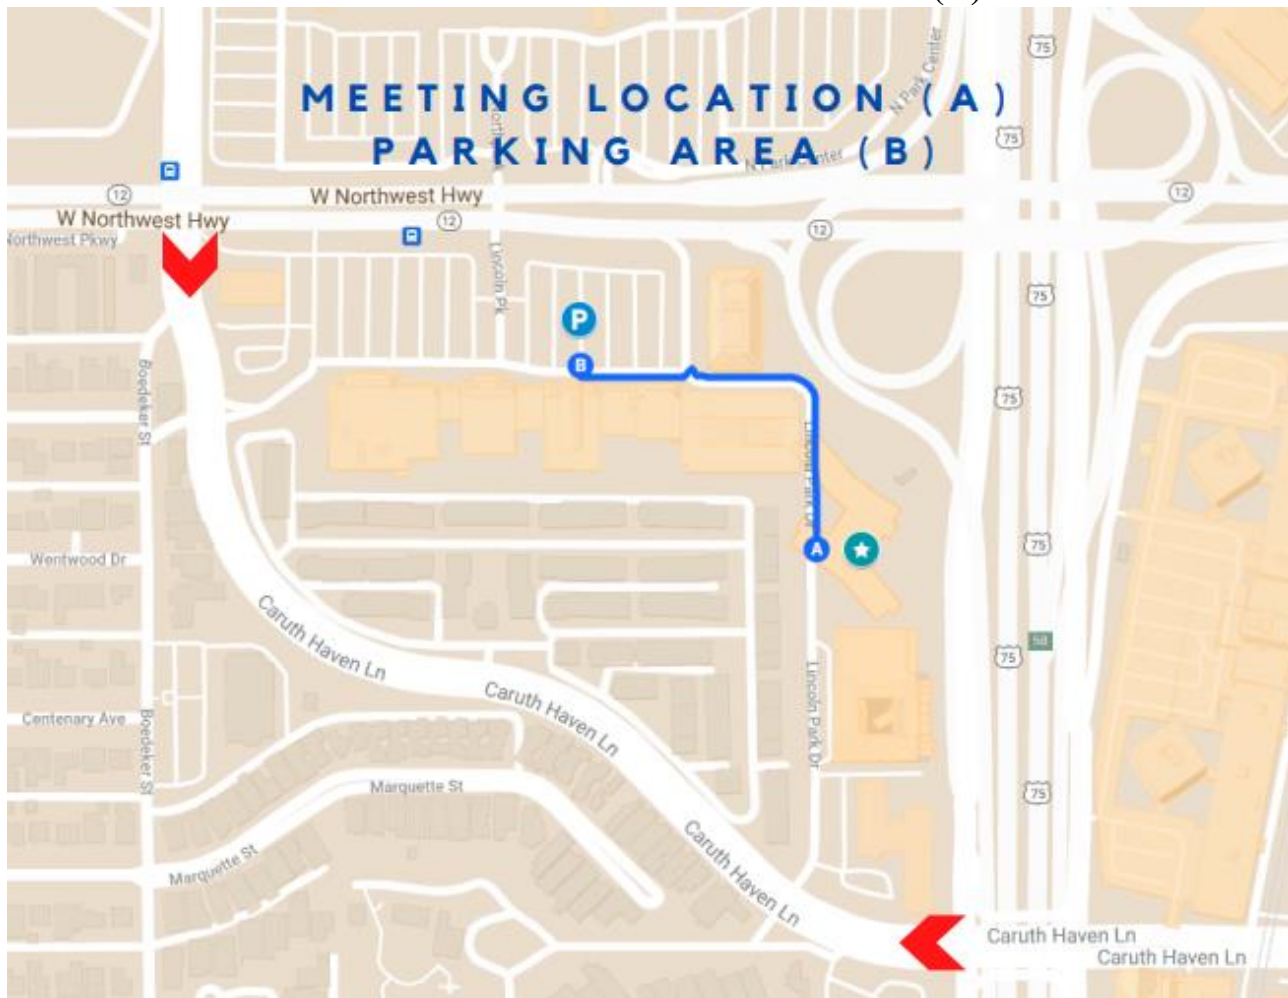 75
N Park Center
MEETING LOCATION (A)
75
PARKING AREA (B)
N Park Center
12
W Northwest Hwy
12
W Northwest Hwy
12
12
Northwest Pkwy
Lincoln Pk
75
P
B
Boedeker St
75
Lincoln Park Dr
A
75
Wentwood Dr
Caruth Haven Ln
5B
75
Lincoln Park Dr
Caruth Haven Ln
Centenary Ave
Boedeker St
Marquette St
75
Caruth Haven Ln
Marquette St
Caruth Haven Ln
Caruth Haven Ln